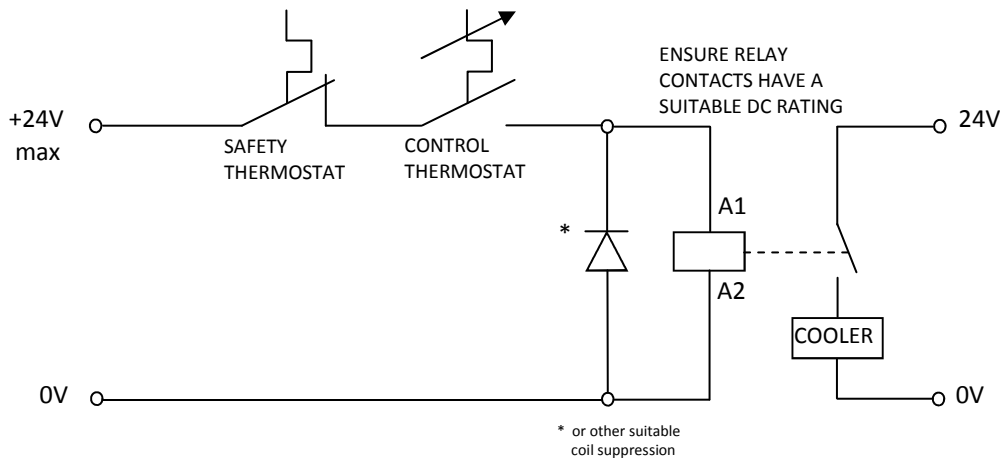 ENSURE RELAY
CONTACTS HAVE A
SUITABLE DC RATING
+24V
max
SAFETY
THERMOSTAT
CONTROL
THERMOSTAT
24V
A1
*
A2
COOLER
0V
0V
* or other suitable
coil suppression